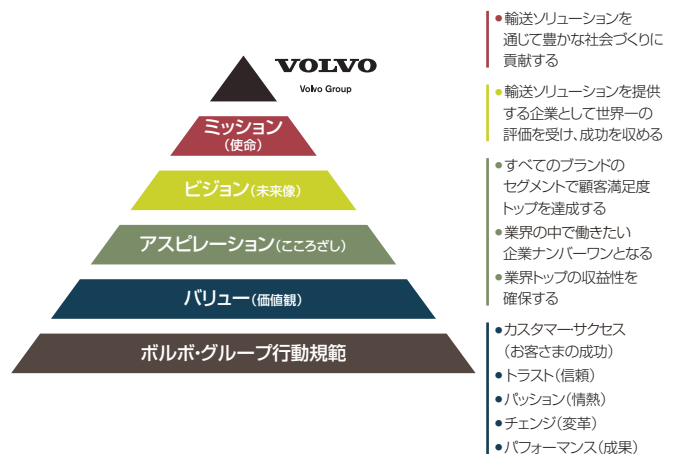 VOLVO
Volvo Group
ミッション
(使命)
ビジョン(未来像)
アスピレーション(こころざし)
バリュー(価値観)
ボルボ・グループ行動規範
●輸送ソリューションを
通じて豊かな社会づくりに
貢献する
●輸送ソリューションを提供
する企業として世界一の
評価を受け、成功を収める
●すべてのブランドの
セグメントで顧客満足度
トップを達成する
●業界の中で働きたい
企業ナンバーワンとなる
●業界トップの収益性を
確保する
●カスタマー・サクセス
(お客さまの成功)
●トラスト(信頼)
●パッション(情熱)
●チェンジ(変革)
●パフォーマンス(成果)